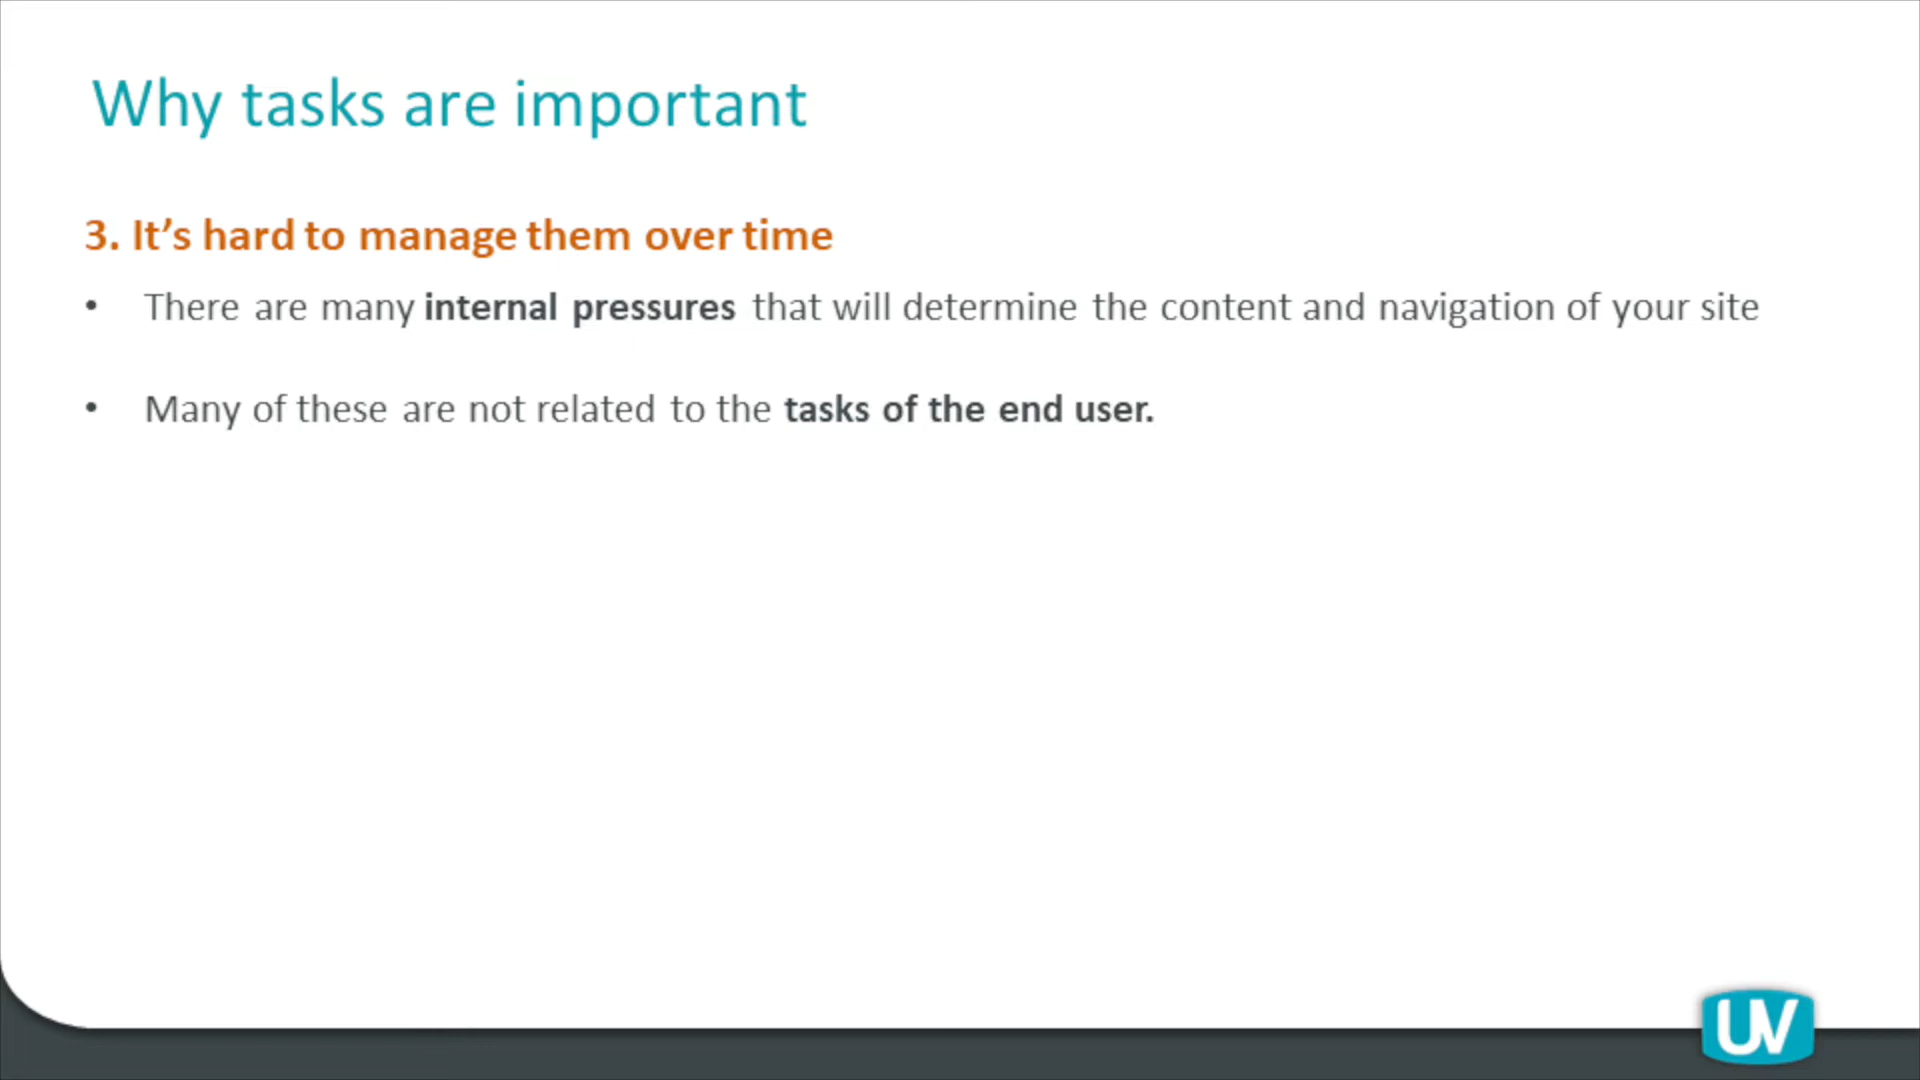 Why tasks are important
3. It’s hard to manage them over time
• There are many internal pressures that will determine the content and navigation of your site
• Many of these are not related to the tasks of the end user.
UV